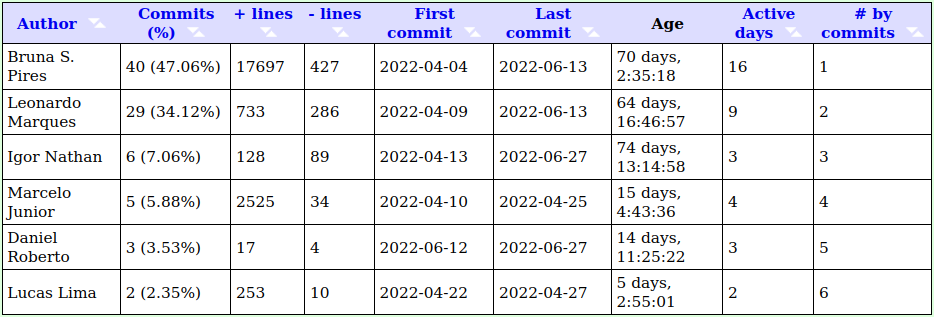 Author Commits (%) + lines - lines First commit Last commit Age Active days # by commits
Bruna S. Pires 40 (47.06%) 17697 427 2022-04-04 2022-06-13 70 days, 2:35:18 16 1
Leonardo Marques 29 (34.12%) 733 286 2022-04-09 2022-06-13 64 days, 16:46:57 9 2
Igor Nathan 6 (7.06%) 128 89 2022-04-13 2022-06-27 74 days, 13:14:58 3 3
Marcelo Junior 5 (5.88%) 2525 34 2022-04-10 2022-04-25 15 days, 4:43:36 4 4
Daniel Roberto 3 (3.53%) 17 4 2022-06-12 2022-06-27 14 days, 11:25:22 3 5
Lucas Lima 2 (2.35%) 253 10 2022-04-22 2022-04-27 5 days, 2:55:01 2 6